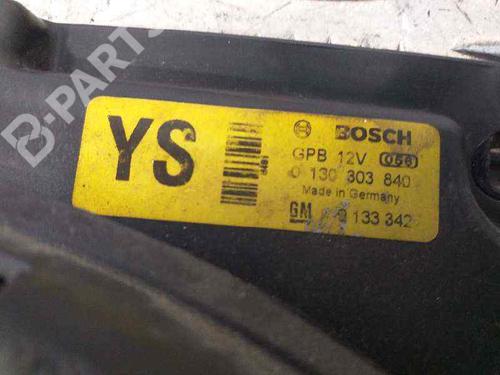 B-PARTS
YS
BOSCH
GPB 12V 056
0 130 303 840
Made in Germany
GM 133 342